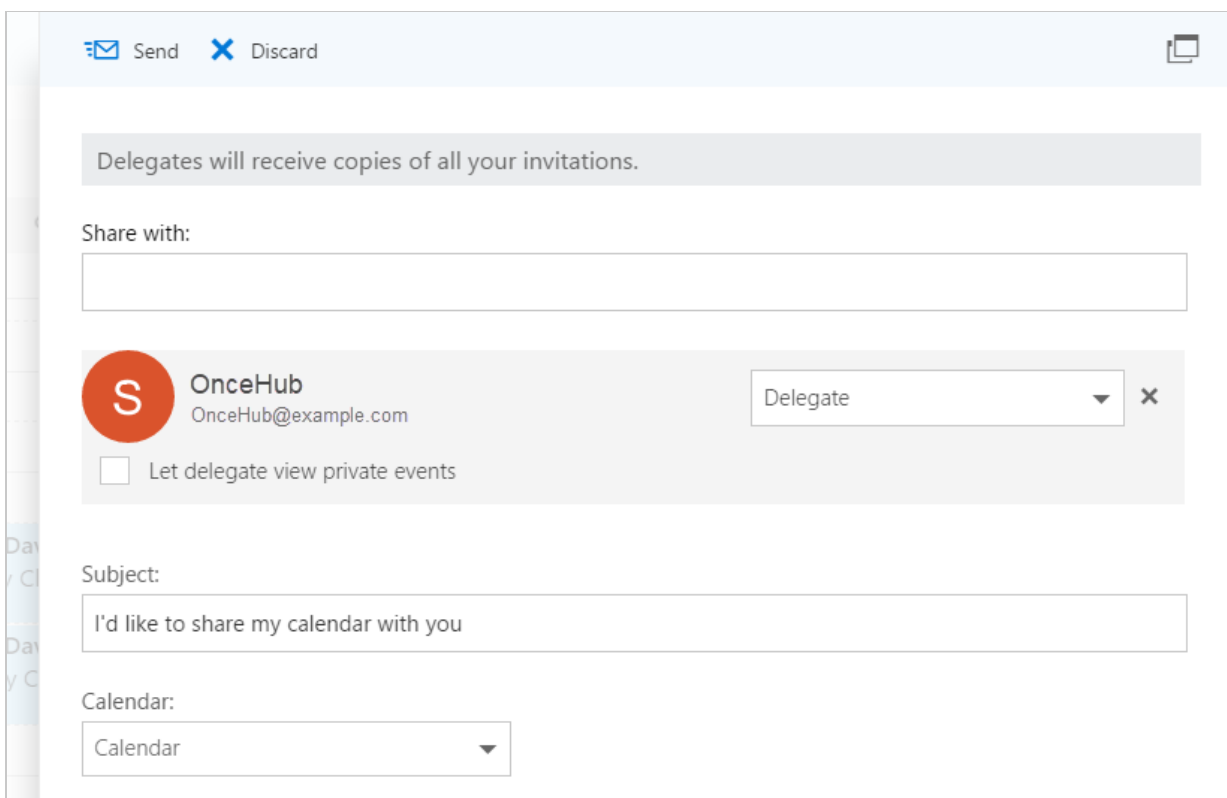 Send Discard
Delegates will receive copies of all your invitations.
Share with:
S
OnceHub
Delegate
OnceHub@example.com
Let delegate view private events
Subject:
I'd like to share my calendar with you
Calendar:
Calendar